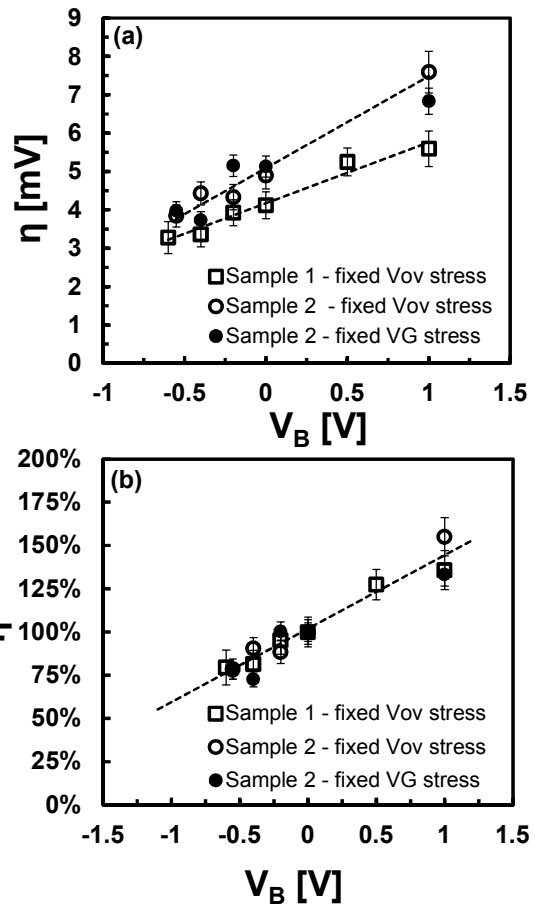 (a)
9
8
7
6
5
4
3
2
1
0
η [mV]
Sample 1 - fixed Vov stress
Sample 2 - fixed Vov stress
Sample 2 - fixed VG stress
-1 -0.5 0 0.5 1 1.5
V_B [V]
(b)
200%
175%
150%
125%
100%
75%
50%
25%
0%
Sample 1 - fixed Vov stress
Sample 2 - fixed Vov stress
Sample 2 - fixed VG stress
-1.5 -1 -0.5 0 0.5 1 1.5
V_B [V]